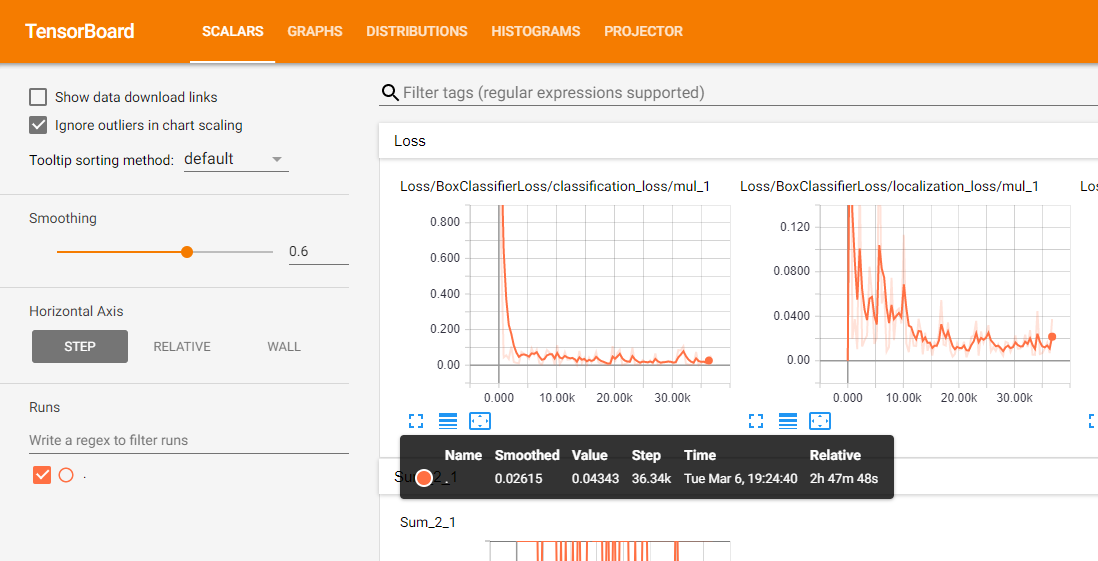 TensorBoard SCALARS GRAPHS DISTRIBUTIONS HISTOGRAMS PROJECTOR
Show data download links
Ignore outliers in chart scaling
Tooltip sorting method: default
Smoothing
0.6
Horizontal Axis
STEP RELATIVE WALL
Runs
Write a regex to filter runs
.
Filter tags (regular expressions supported)
Loss
Loss/BoxClassifierLoss/classification_loss/mul_1
0.800
0.600
0.400
0.200
0.00
0.000 10.00k 20.00k 30.00k
Loss/BoxClassifierLoss/localization_loss/mul_1
0.120
0.0800
0.0400
0.00
0.000 10.00k 20.00k 30.00k
Name Smoothed Value Step Time Relative
. 0.02615 0.04343 36.34k Tue Mar 6, 19:24:40 2h 47m 48s
Sum_2_1